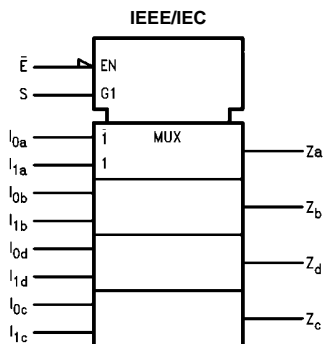 IEEE/IEC
Ē EN
S G1
I0a 1̄ MUX Za
I1a 1
I0b Zb
I1b
I0d Zd
I1d
I0c Zc
I1c